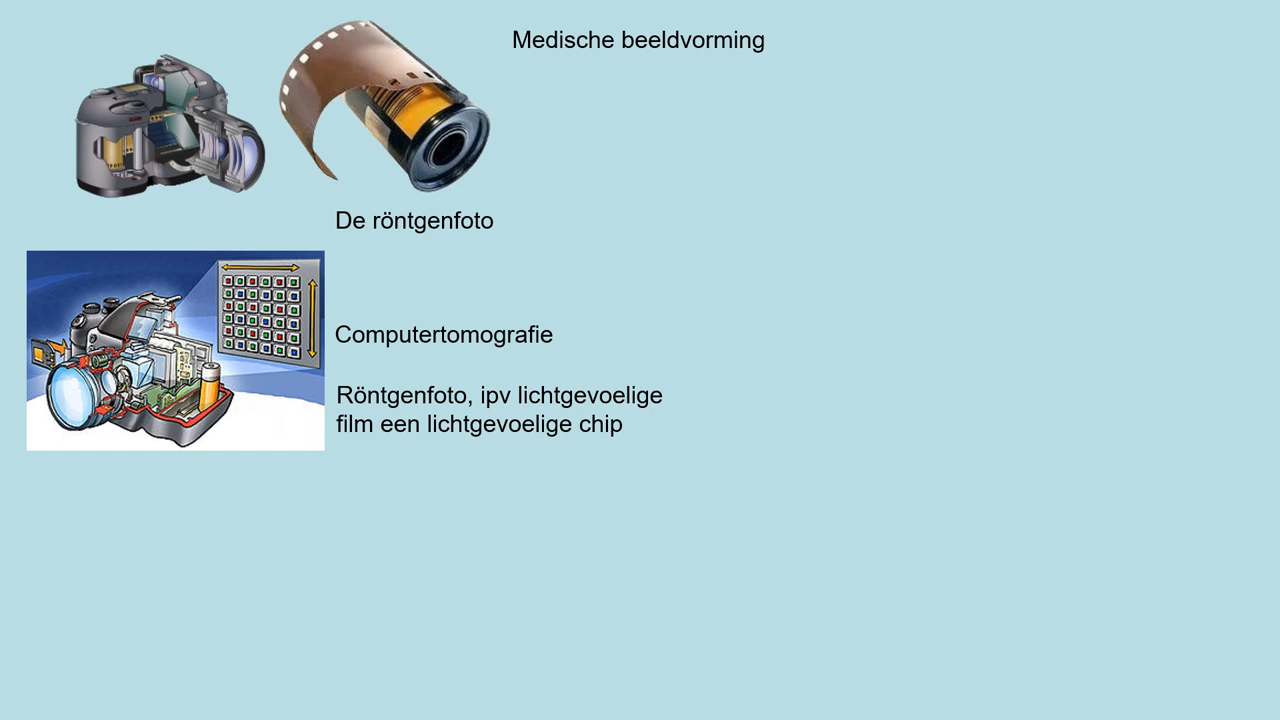 Medische beeldvorming
De röntgenfoto
Computertomografie
Röntgenfoto, ipv lichtgevoelige
film een lichtgevoelige chip